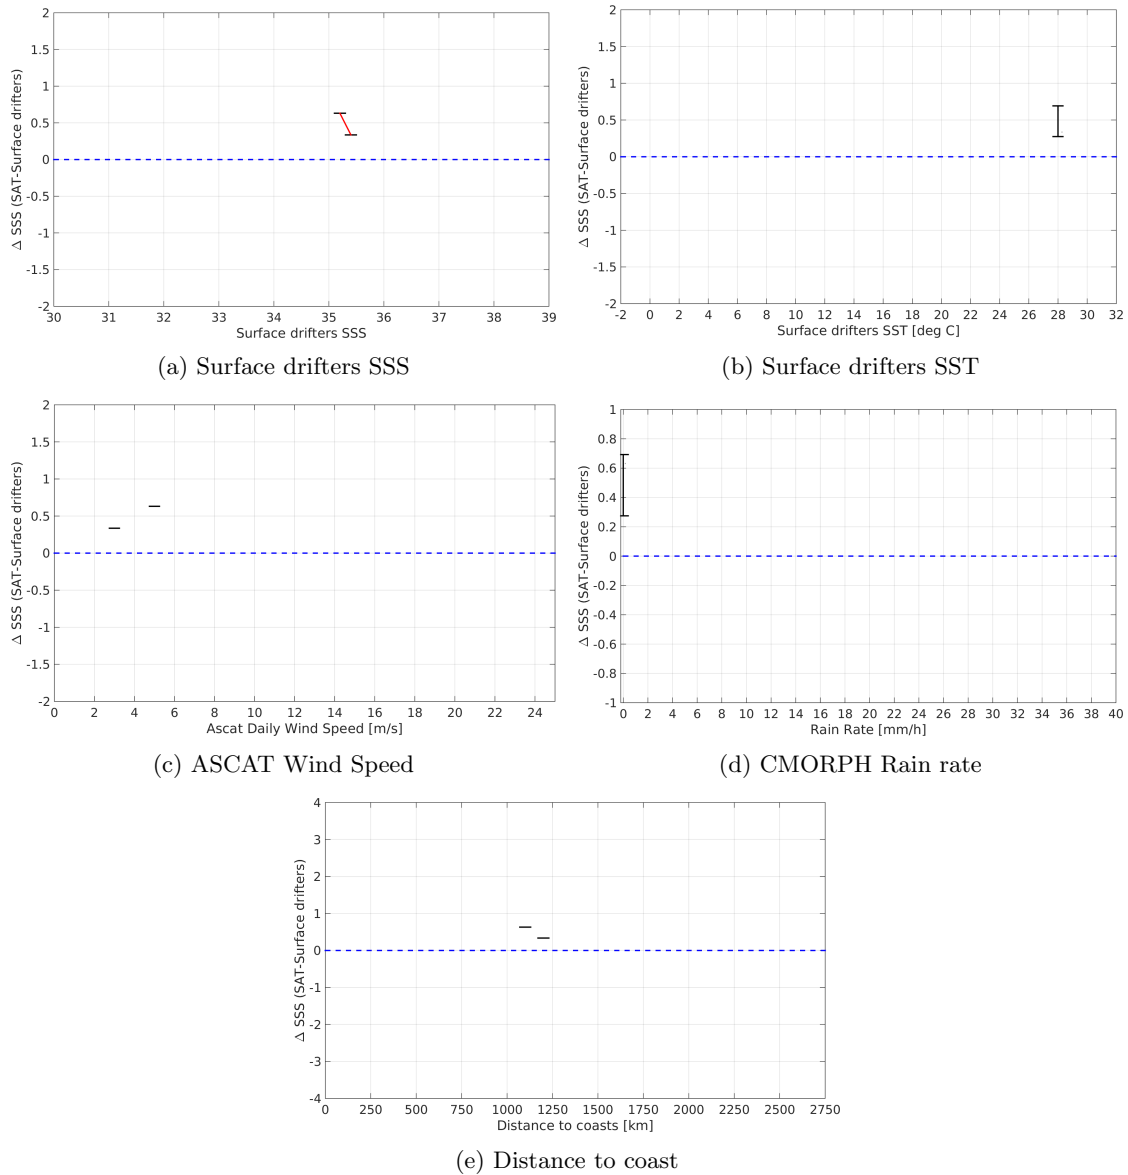 2
1.5
1
0.5
0
-0.5
-1
-1.5
-2
Δ SSS (SAT-Surface drifters)
30 31 32 33 34 35 36 37 38 39
Surface drifters SSS
(a) Surface drifters SSS
2
1.5
1
0.5
0
-0.5
-1
-1.5
-2
Δ SSS (SAT-Surface drifters)
-2 0 2 4 6 8 10 12 14 16 18 20 22 24 26 28 30 32
Surface drifters SST [deg C]
(b) Surface drifters SST
2
1.5
1
0.5
0
-0.5
-1
-1.5
-2
Δ SSS (SAT-Surface drifters)
0 2 4 6 8 10 12 14 16 18 20 22 24
Ascat Daily Wind Speed [m/s]
(c) ASCAT Wind Speed
1
0.8
0.6
0.4
0.2
0
-0.2
-0.4
-0.6
-0.8
-1
Δ SSS (SAT-Surface drifters)
0 2 4 6 8 10 12 14 16 18 20 22 24 26 28 30 32 34 36 38 40
Rain Rate [mm/h]
(d) CMORPH Rain rate
4
3
2
1
0
-1
-2
-3
-4
Δ SSS (SAT-Surface drifters)
0 250 500 750 1000 1250 1500 1750 2000 2250 2500 2750
Distance to coasts [km]
(e) Distance to coast